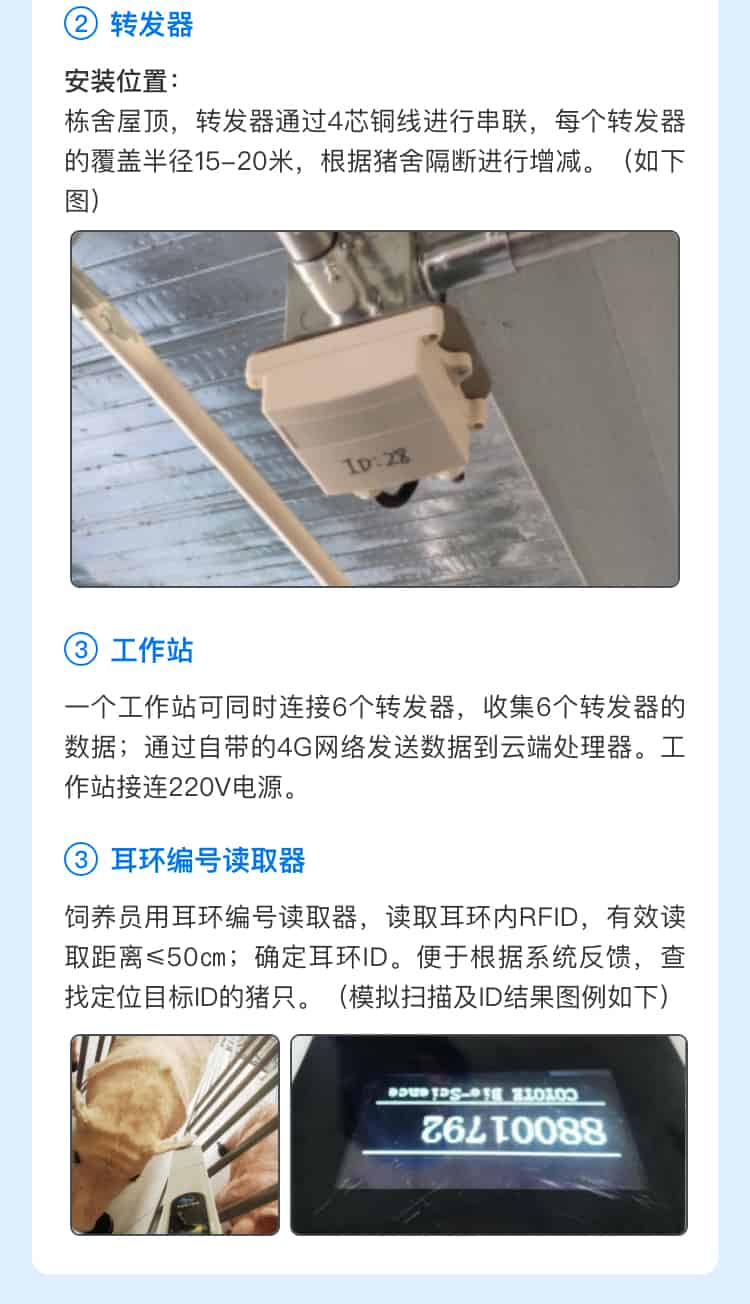 ② 转发器
安装位置：
栋舍屋顶，转发器通过4芯铜线进行串联，每个转发器
的覆盖半径15-20米，根据猪舍隔断进行增减。（如下
图）
ID:28
③ 工作站
一个工作站可同时连接6个转发器，收集6个转发器的
数据；通过自带的4G网络发送数据到云端处理器。工
作站接连220V电源。
③ 耳环编号读取器
饲养员用耳环编号读取器，读取耳环内RFID，有效读
取距离≤50㎝；确定耳环ID。便于根据系统反馈，查
找定位目标ID的猪只。（模拟扫描及ID结果图例如下）
COYOTE Bio-Science
88001792